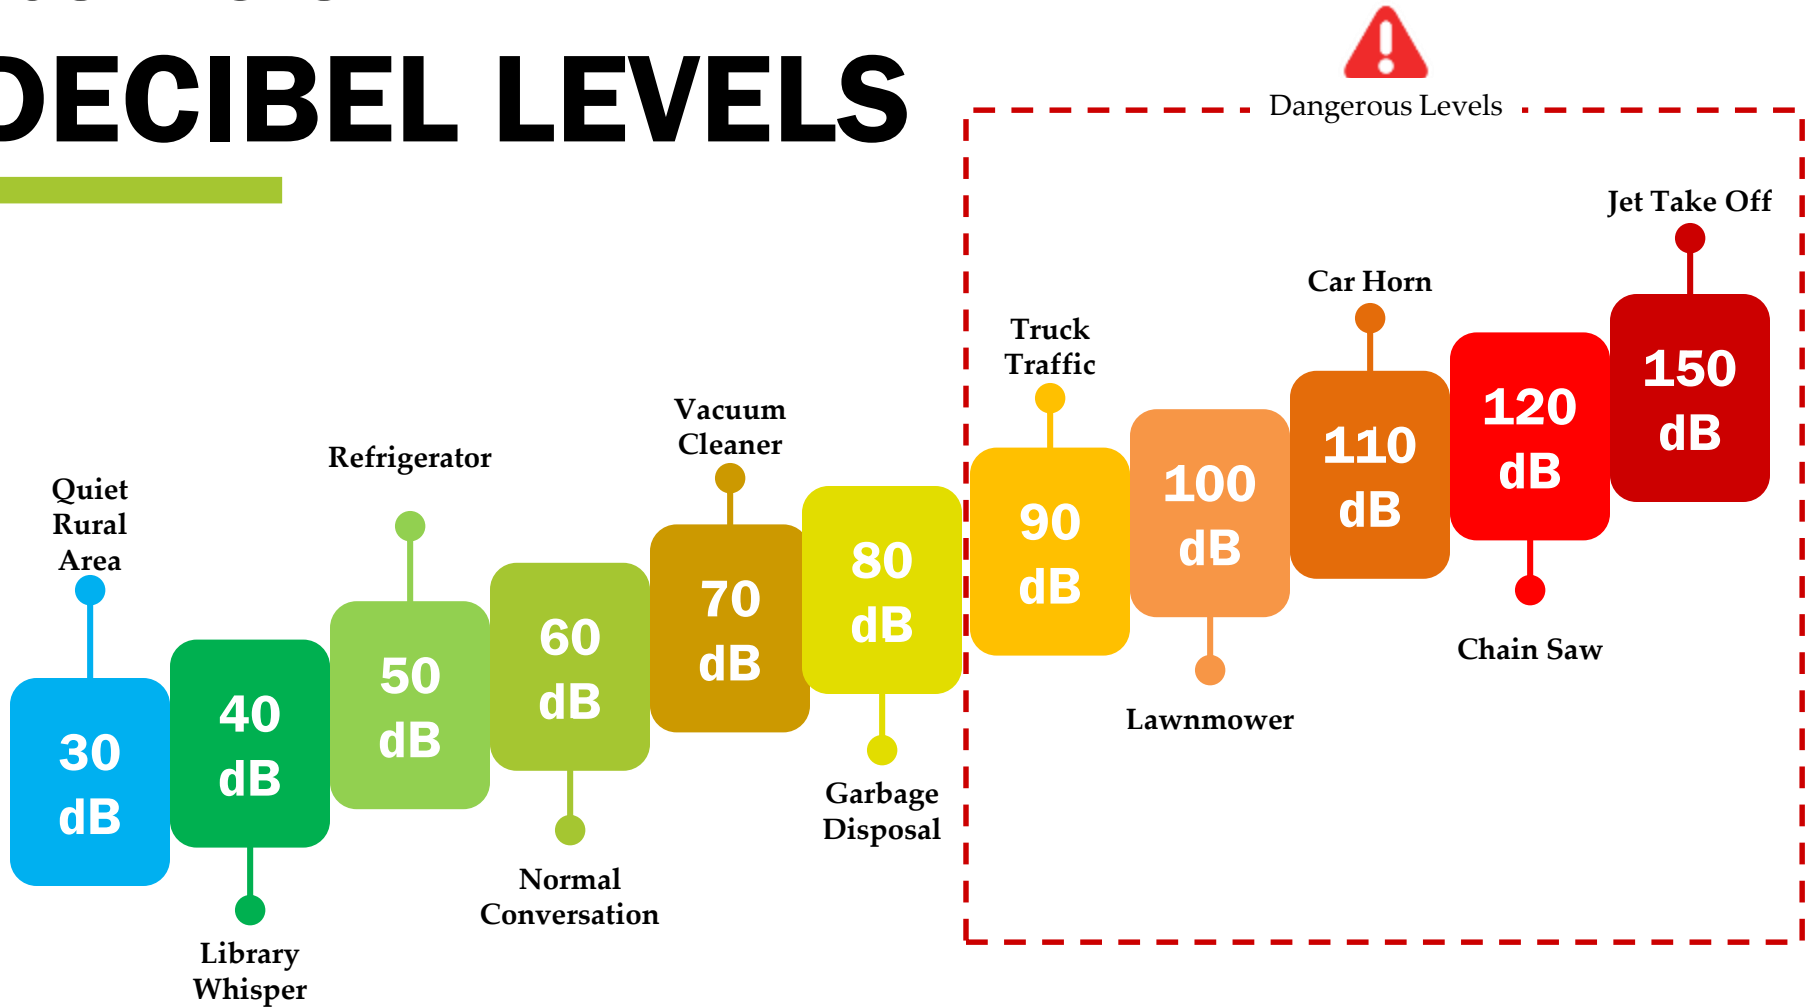 DECIBEL LEVELS
Dangerous Levels
Quiet
Rural
Area
30
dB
40
dB
Library
Whisper
Refrigerator
50
dB
60
dB
Normal
Conversation
Vacuum
Cleaner
70
dB
80
dB
Garbage
Disposal
Truck
Traffic
90
dB
100
dB
Lawnmower
Car Horn
110
dB
120
dB
Chain Saw
Jet Take Off
150
dB